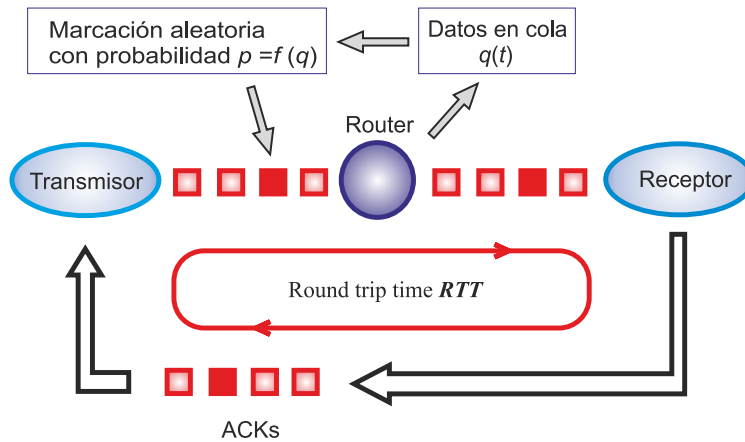 Marcación aleatoria
con probabilidad p =f (q)
Datos en cola
q(t)
Router
Transmisor
Receptor
Round trip time RTT
ACKs